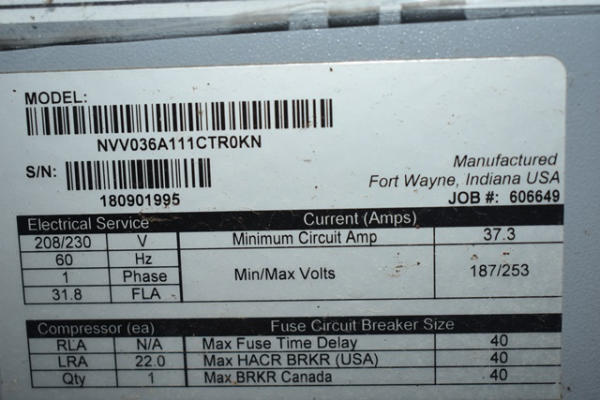 MODEL:
NVV036A111CTR0KN
S/N:
180901995
Manufactured
Fort Wayne, Indiana USA
JOB #: 606649
Electrical Service Current (Amps)
208/230 V Minimum Circuit Amp 37.3
60 Hz Min/Max Volts 187/253
1 Phase
31.8 FLA
Compressor (ea) Fuse Circuit Breaker Size
RLA N/A Max Fuse Time Delay 40
LRA 22.0 Max HACR BRKR (USA) 40
Qty 1 Max BRKR Canada 40